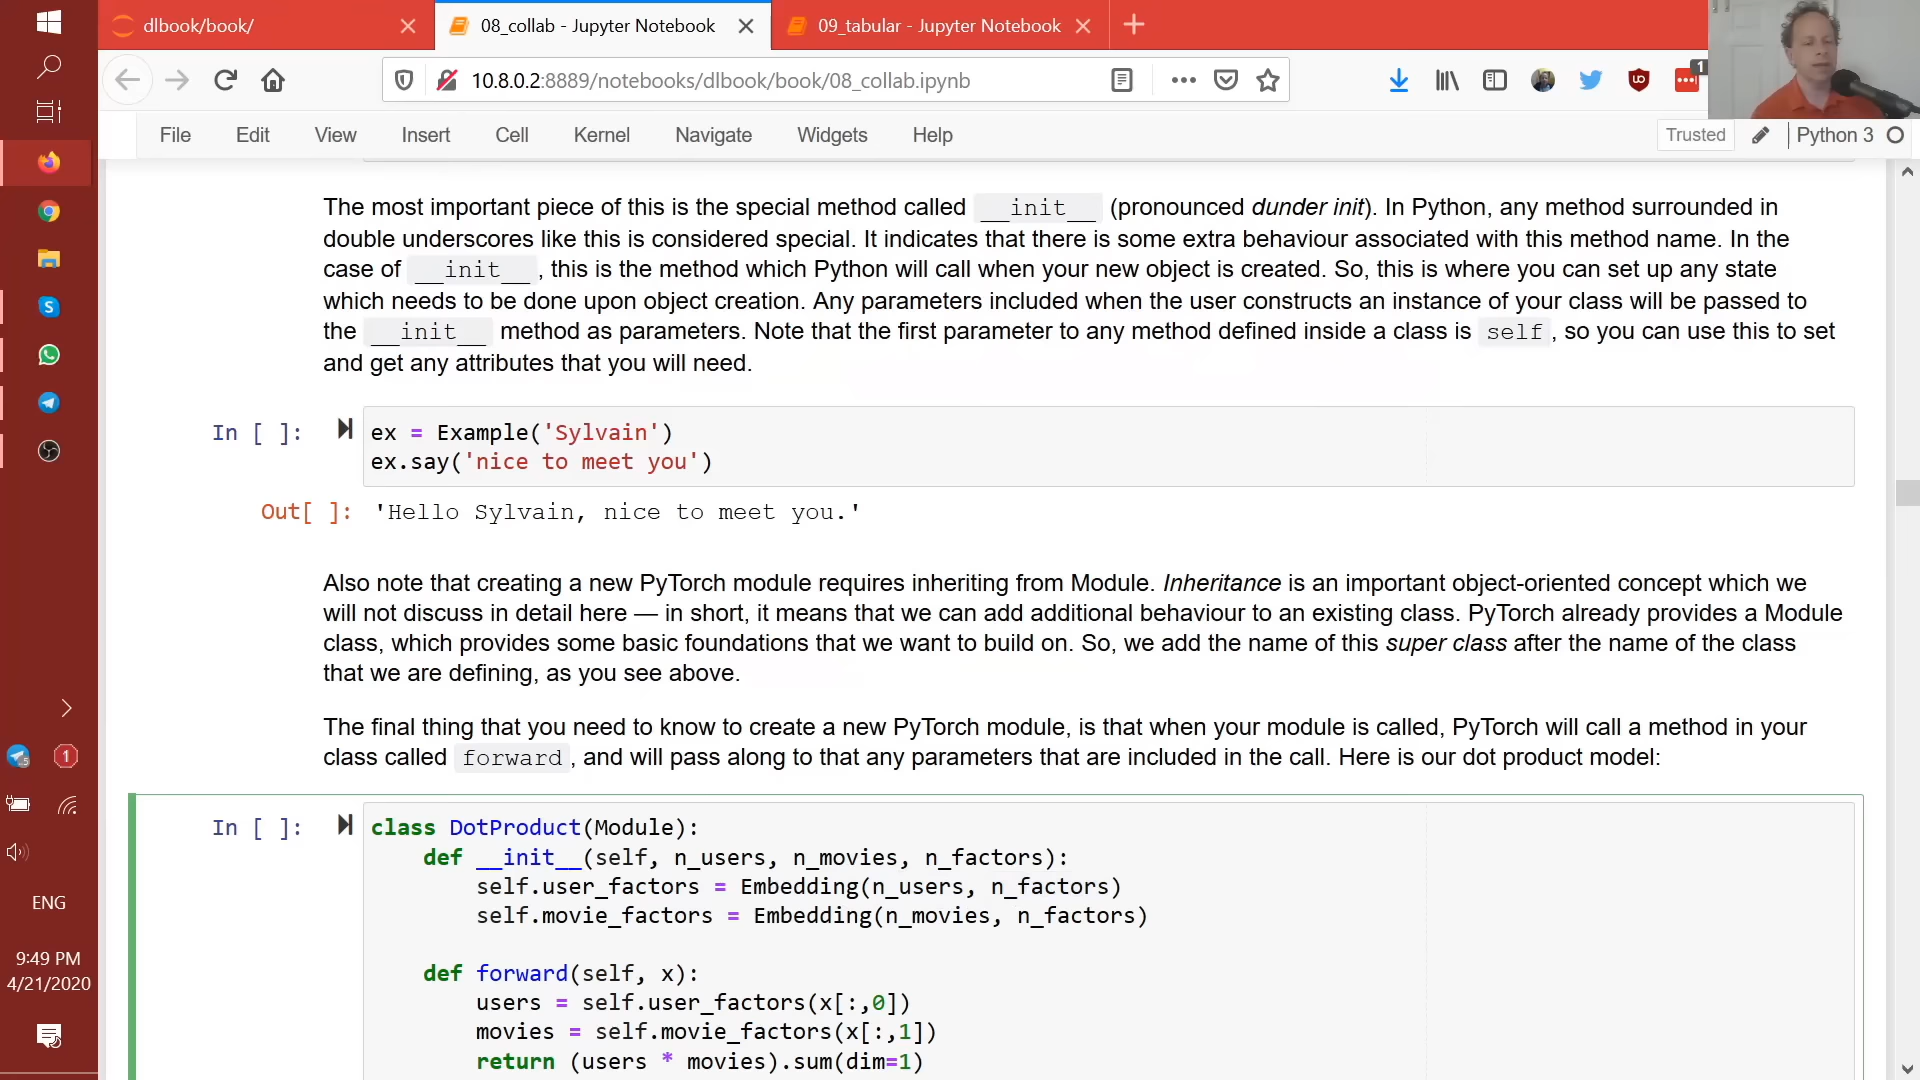 dlbook/book/
08_collab - Jupyter Notebook
09_tabular - Jupyter Notebook
10.8.0.2:8889/notebooks/dlbook/book/08_collab.ipynb
1
File Edit View Insert Cell Kernel Navigate Widgets Help
Trusted
Python 3
The most important piece of this is the special method called __init__ (pronounced dunder init). In Python, any method surrounded in
double underscores like this is considered special. It indicates that there is some extra behaviour associated with this method name. In the
case of __init__, this is the method which Python will call when your new object is created. So, this is where you can set up any state
which needs to be done upon object creation. Any parameters included when the user constructs an instance of your class will be passed to
the __init__ method as parameters. Note that the first parameter to any method defined inside a class is self, so you can use this to set
and get any attributes that you will need.
In [ ]: ex = Example('Sylvain')
ex.say('nice to meet you')
Out[ ]: 'Hello Sylvain, nice to meet you.'
Also note that creating a new PyTorch module requires inheriting from Module. Inheritance is an important object-oriented concept which we
will not discuss in detail here — in short, it means that we can add additional behaviour to an existing class. PyTorch already provides a Module
class, which provides some basic foundations that we want to build on. So, we add the name of this super class after the name of the class
that we are defining, as you see above.
The final thing that you need to know to create a new PyTorch module, is that when your module is called, PyTorch will call a method in your
class called forward, and will pass along to that any parameters that are included in the call. Here is our dot product model:
In [ ]: class DotProduct(Module):
def __init__(self, n_users, n_movies, n_factors):
self.user_factors = Embedding(n_users, n_factors)
self.movie_factors = Embedding(n_movies, n_factors)
def forward(self, x):
users = self.user_factors(x[:,0])
movies = self.movie_factors(x[:,1])
return (users * movies).sum(dim=1)
1
ENG
9:49 PM
4/21/2020